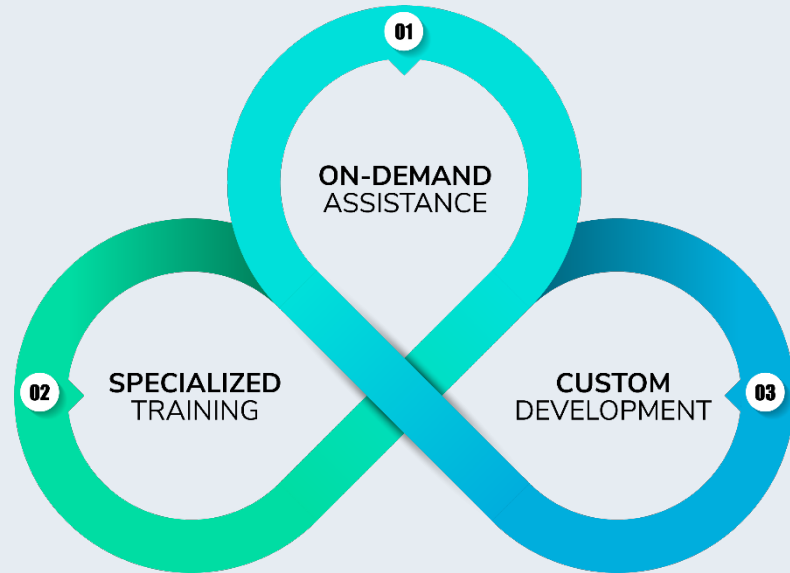 01
ON-DEMAND
ASSISTANCE
02
SPECIALIZED
TRAINING
CUSTOM
DEVELOPMENT
03